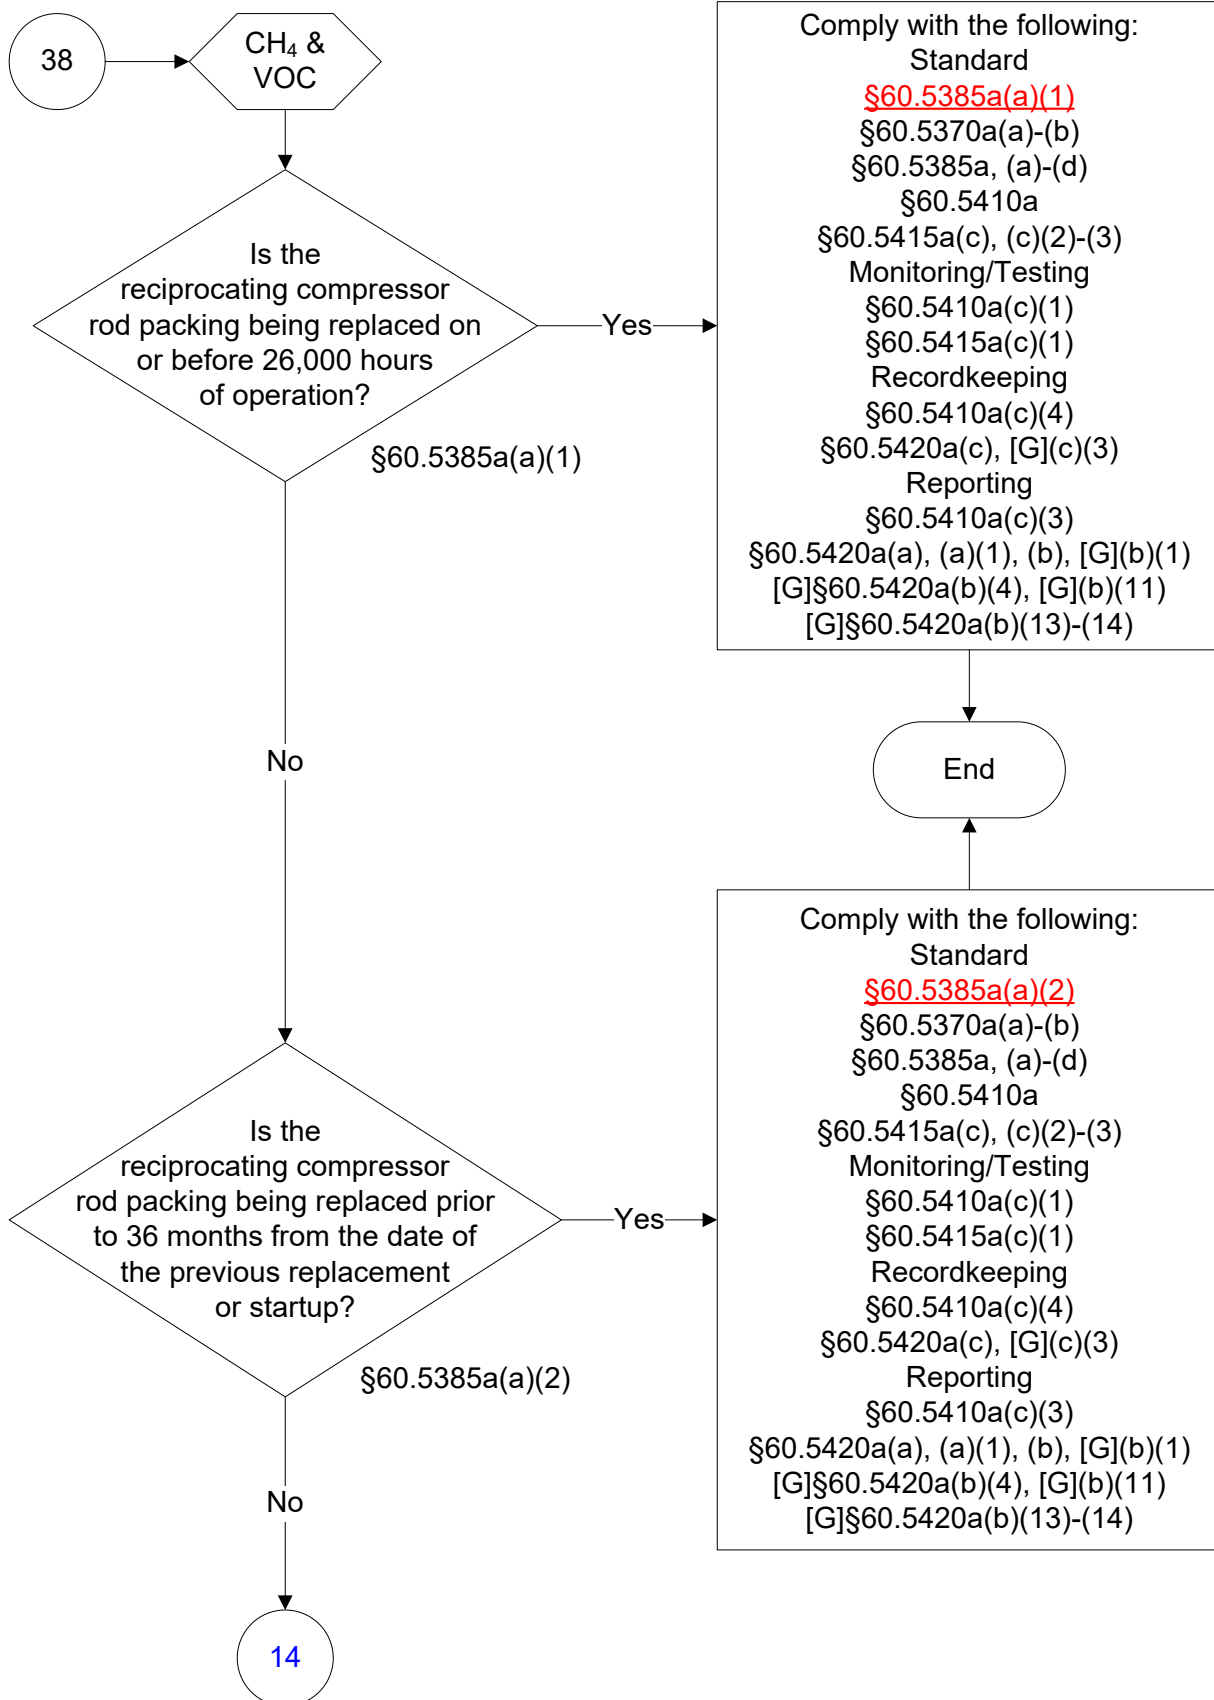 38
CH₄ &
VOC
Is the
reciprocating compressor
rod packing being replaced on
or before 26,000 hours
of operation?
§60.5385a(a)(1)
Yes
Comply with the following:
Standard
§60.5385a(a)(1)
§60.5370a(a)-(b)
§60.5385a, (a)-(d)
§60.5410a
§60.5415a(c), (c)(2)-(3)
Monitoring/Testing
§60.5410a(c)(1)
§60.5415a(c)(1)
Recordkeeping
§60.5410a(c)(4)
§60.5420a(c), [G](c)(3)
Reporting
§60.5410a(c)(3)
§60.5420a(a), (a)(1), (b), [G](b)(1)
[G]§60.5420a(b)(4), [G](b)(11)
[G]§60.5420a(b)(13)-(14)
No
End
Is the
reciprocating compressor
rod packing being replaced prior
to 36 months from the date of
the previous replacement
or startup?
§60.5385a(a)(2)
Yes
Comply with the following:
Standard
§60.5385a(a)(2)
§60.5370a(a)-(b)
§60.5385a, (a)-(d)
§60.5410a
§60.5415a(c), (c)(2)-(3)
Monitoring/Testing
§60.5410a(c)(1)
§60.5415a(c)(1)
Recordkeeping
§60.5410a(c)(4)
§60.5420a(c), [G](c)(3)
Reporting
§60.5410a(c)(3)
§60.5420a(a), (a)(1), (b), [G](b)(1)
[G]§60.5420a(b)(4), [G](b)(11)
[G]§60.5420a(b)(13)-(14)
No
14